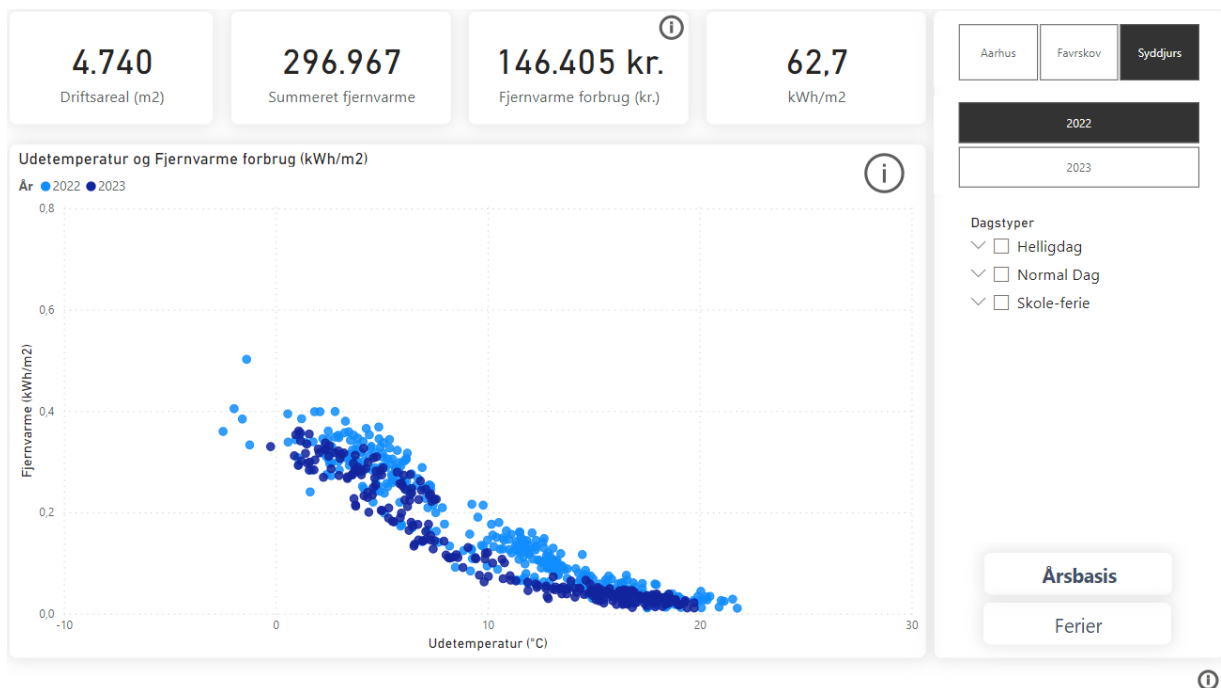 4.740
Driftsareal (m2)
296.967
Summeret fjernvarme
146.405 kr.
Fjernvarme forbrug (kr.)
62,7
kWh/m2
Aarhus
Favrskov
Syddjurs
2022
2023
Dagstyper
Helligdag
Normal Dag
Skole-ferie
Udetemperatur og Fjernvarme forbrug (kWh/m2)
År 2022 2023
0,8
0,6
0,4
0,2
0,0
Fjernvarme (kWh/m2)
-10 0 10 20 30
Udetemperatur (°C)
Årsbasis
Ferier